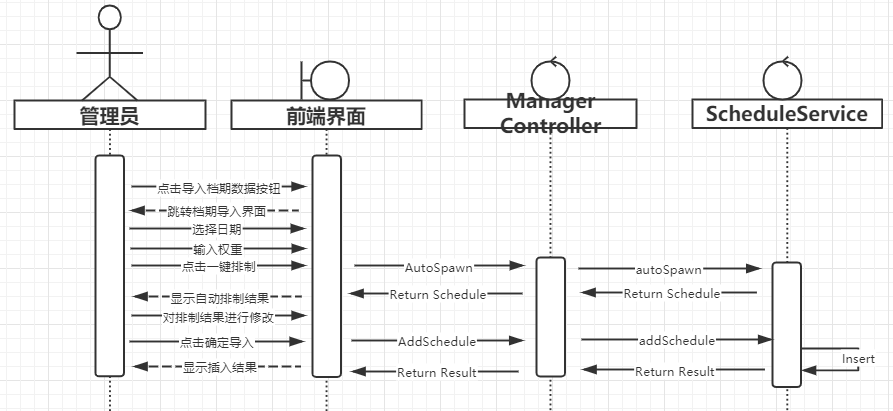 管理员
前端界面
Manager
Controller
ScheduleService
点击导入档期数据按钮
跳转档期导入界面
选择日期
输入权重
点击一键排制
AutoSpawn
autoSpawn
显示自动排制结果
Return Schedule
Return Schedule
对排制结果进行修改
点击确定导入
AddSchedule
addSchedule
Insert
显示插入结果
Return Result
Return Result